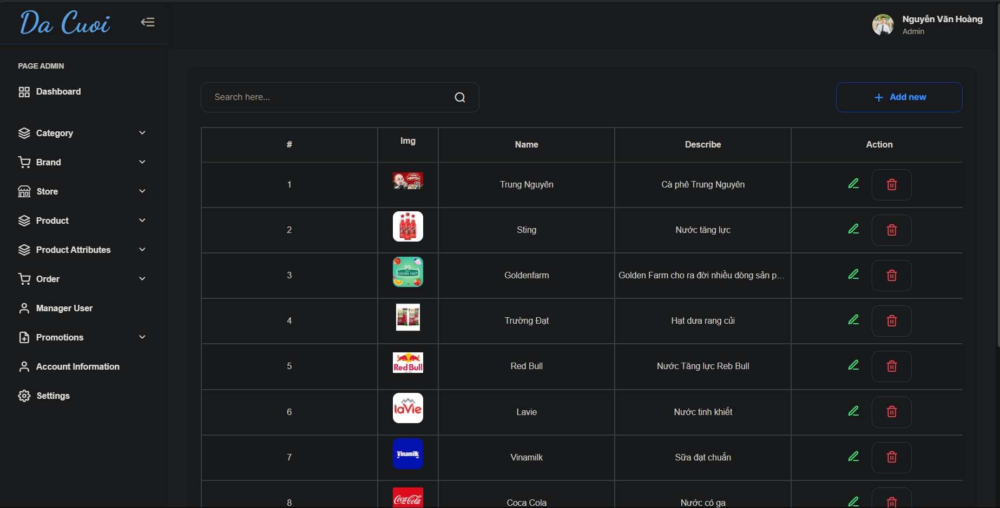 Da Cuoi
Nguyễn Văn Hoàng
Admin
PAGE ADMIN
Dashboard
Category
Brand
Store
Product
Product Attributes
Order
Manager User
Promotions
Account Information
Settings
Search here...
Add new
# Img Name Describe Action
1 TRUNG NGUYÊN Trung Nguyên Cà phê Trung Nguyên
2 Sting Nước tăng lực
3 GOLDEN FARM Goldenfarm Golden Farm cho ra đời nhiều dòng sản p...
4 Trường Đạt Hạt dưa rang củi
5 Red Bull Red Bull Nước Tăng lực Reb Bull
6 laVie Lavie Nước tinh khiết
7 Vinamilk Vinamilk Sữa đạt chuẩn
8 Coca-Cola Coca Cola Nước có ga